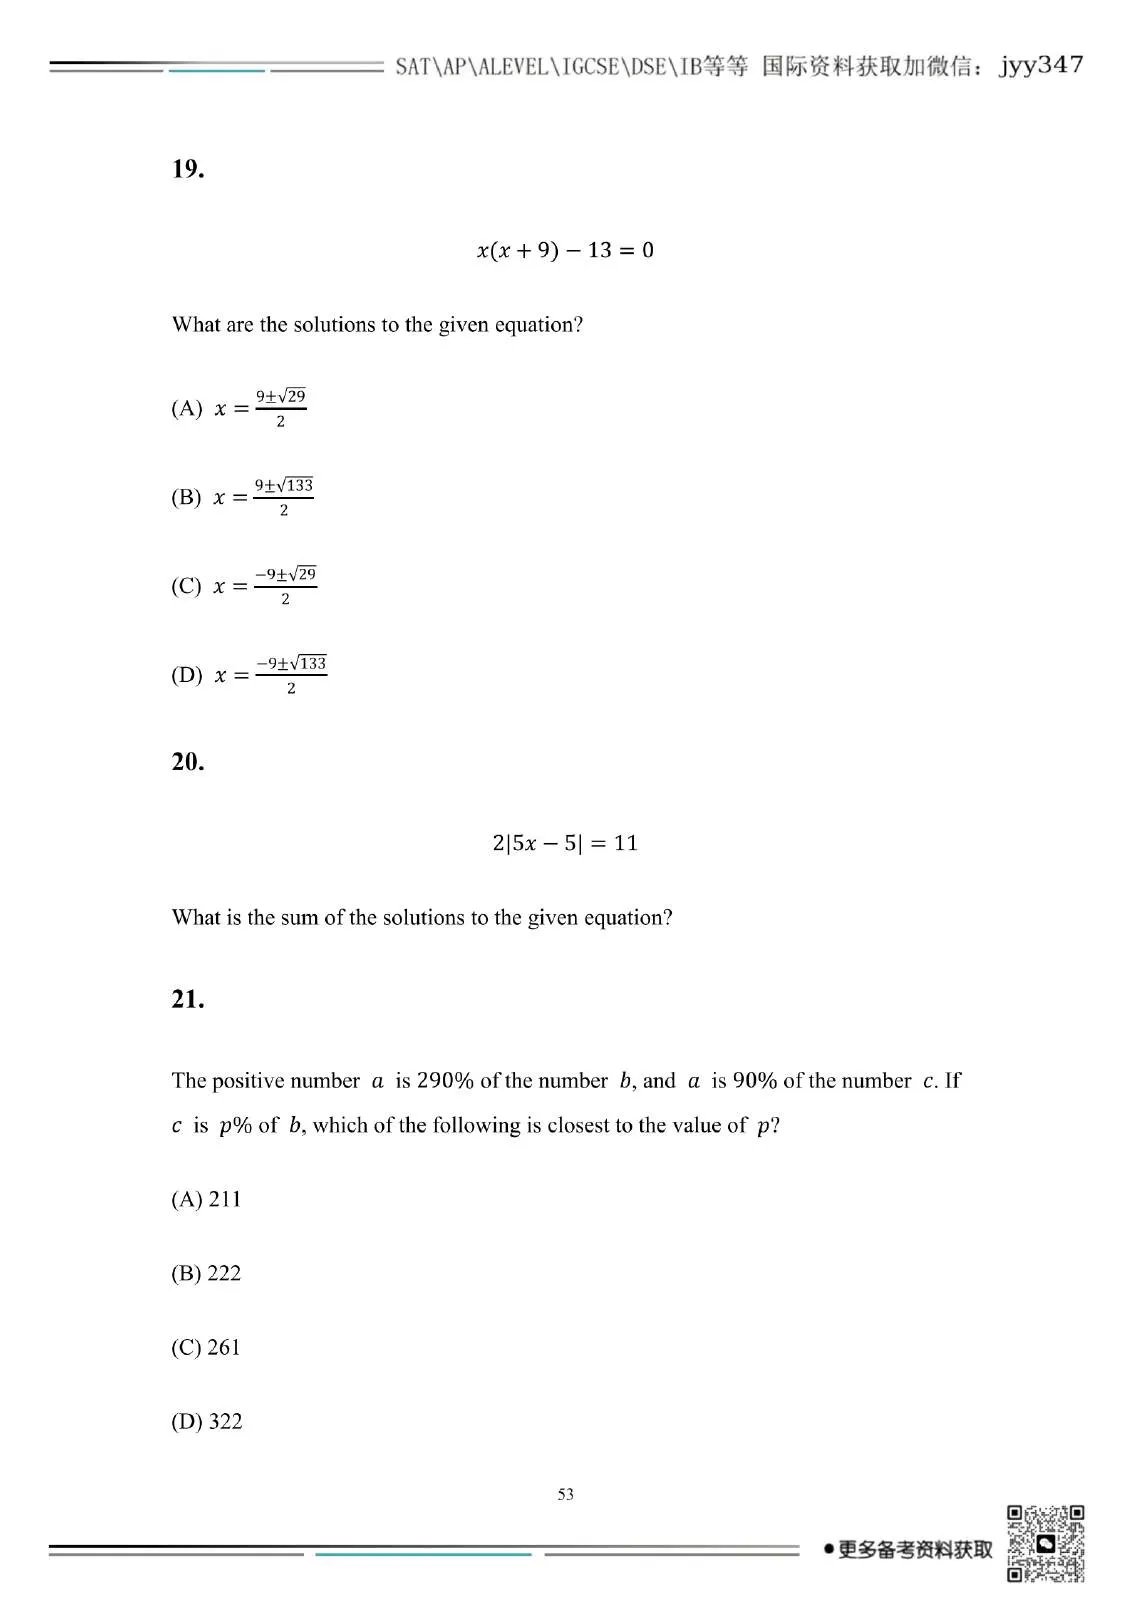 SAT\AP\ALEVEL\IGCSE\DSE\IB等等 国际资料获取加微信: jyy347
19.
x(x + 9) − 13 = 0
What are the solutions to the given equation?
(A) x = (9±√29)/2
(B) x = (9±√133)/2
(C) x = (−9±√29)/2
(D) x = (−9±√133)/2
20.
2|5x − 5| = 11
What is the sum of the solutions to the given equation?
21.
The positive number a is 290% of the number b, and a is 90% of the number c. If
c is p% of b, which of the following is closest to the value of p?
(A) 211
(B) 222
(C) 261
(D) 322
53
●更多备考资料获取